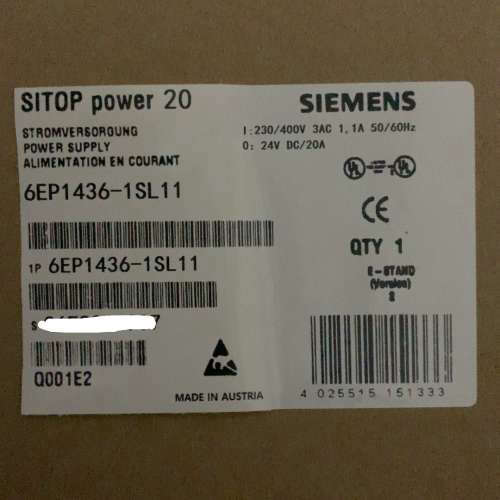 SITOP power 20
SIEMENS
STROMVERSORGUNG
POWER SUPPLY
ALIMENTATION EN COURANT
I:230/400V 3AC 1,1A 50/60Hz
O: 24V DC/20A
6EP1436-1SL11
CE
QTY 1
1P 6EP1436-1SL11
E-STAND
(Version)
S
Q001E2
MADE IN AUSTRIA
4 025515 151333